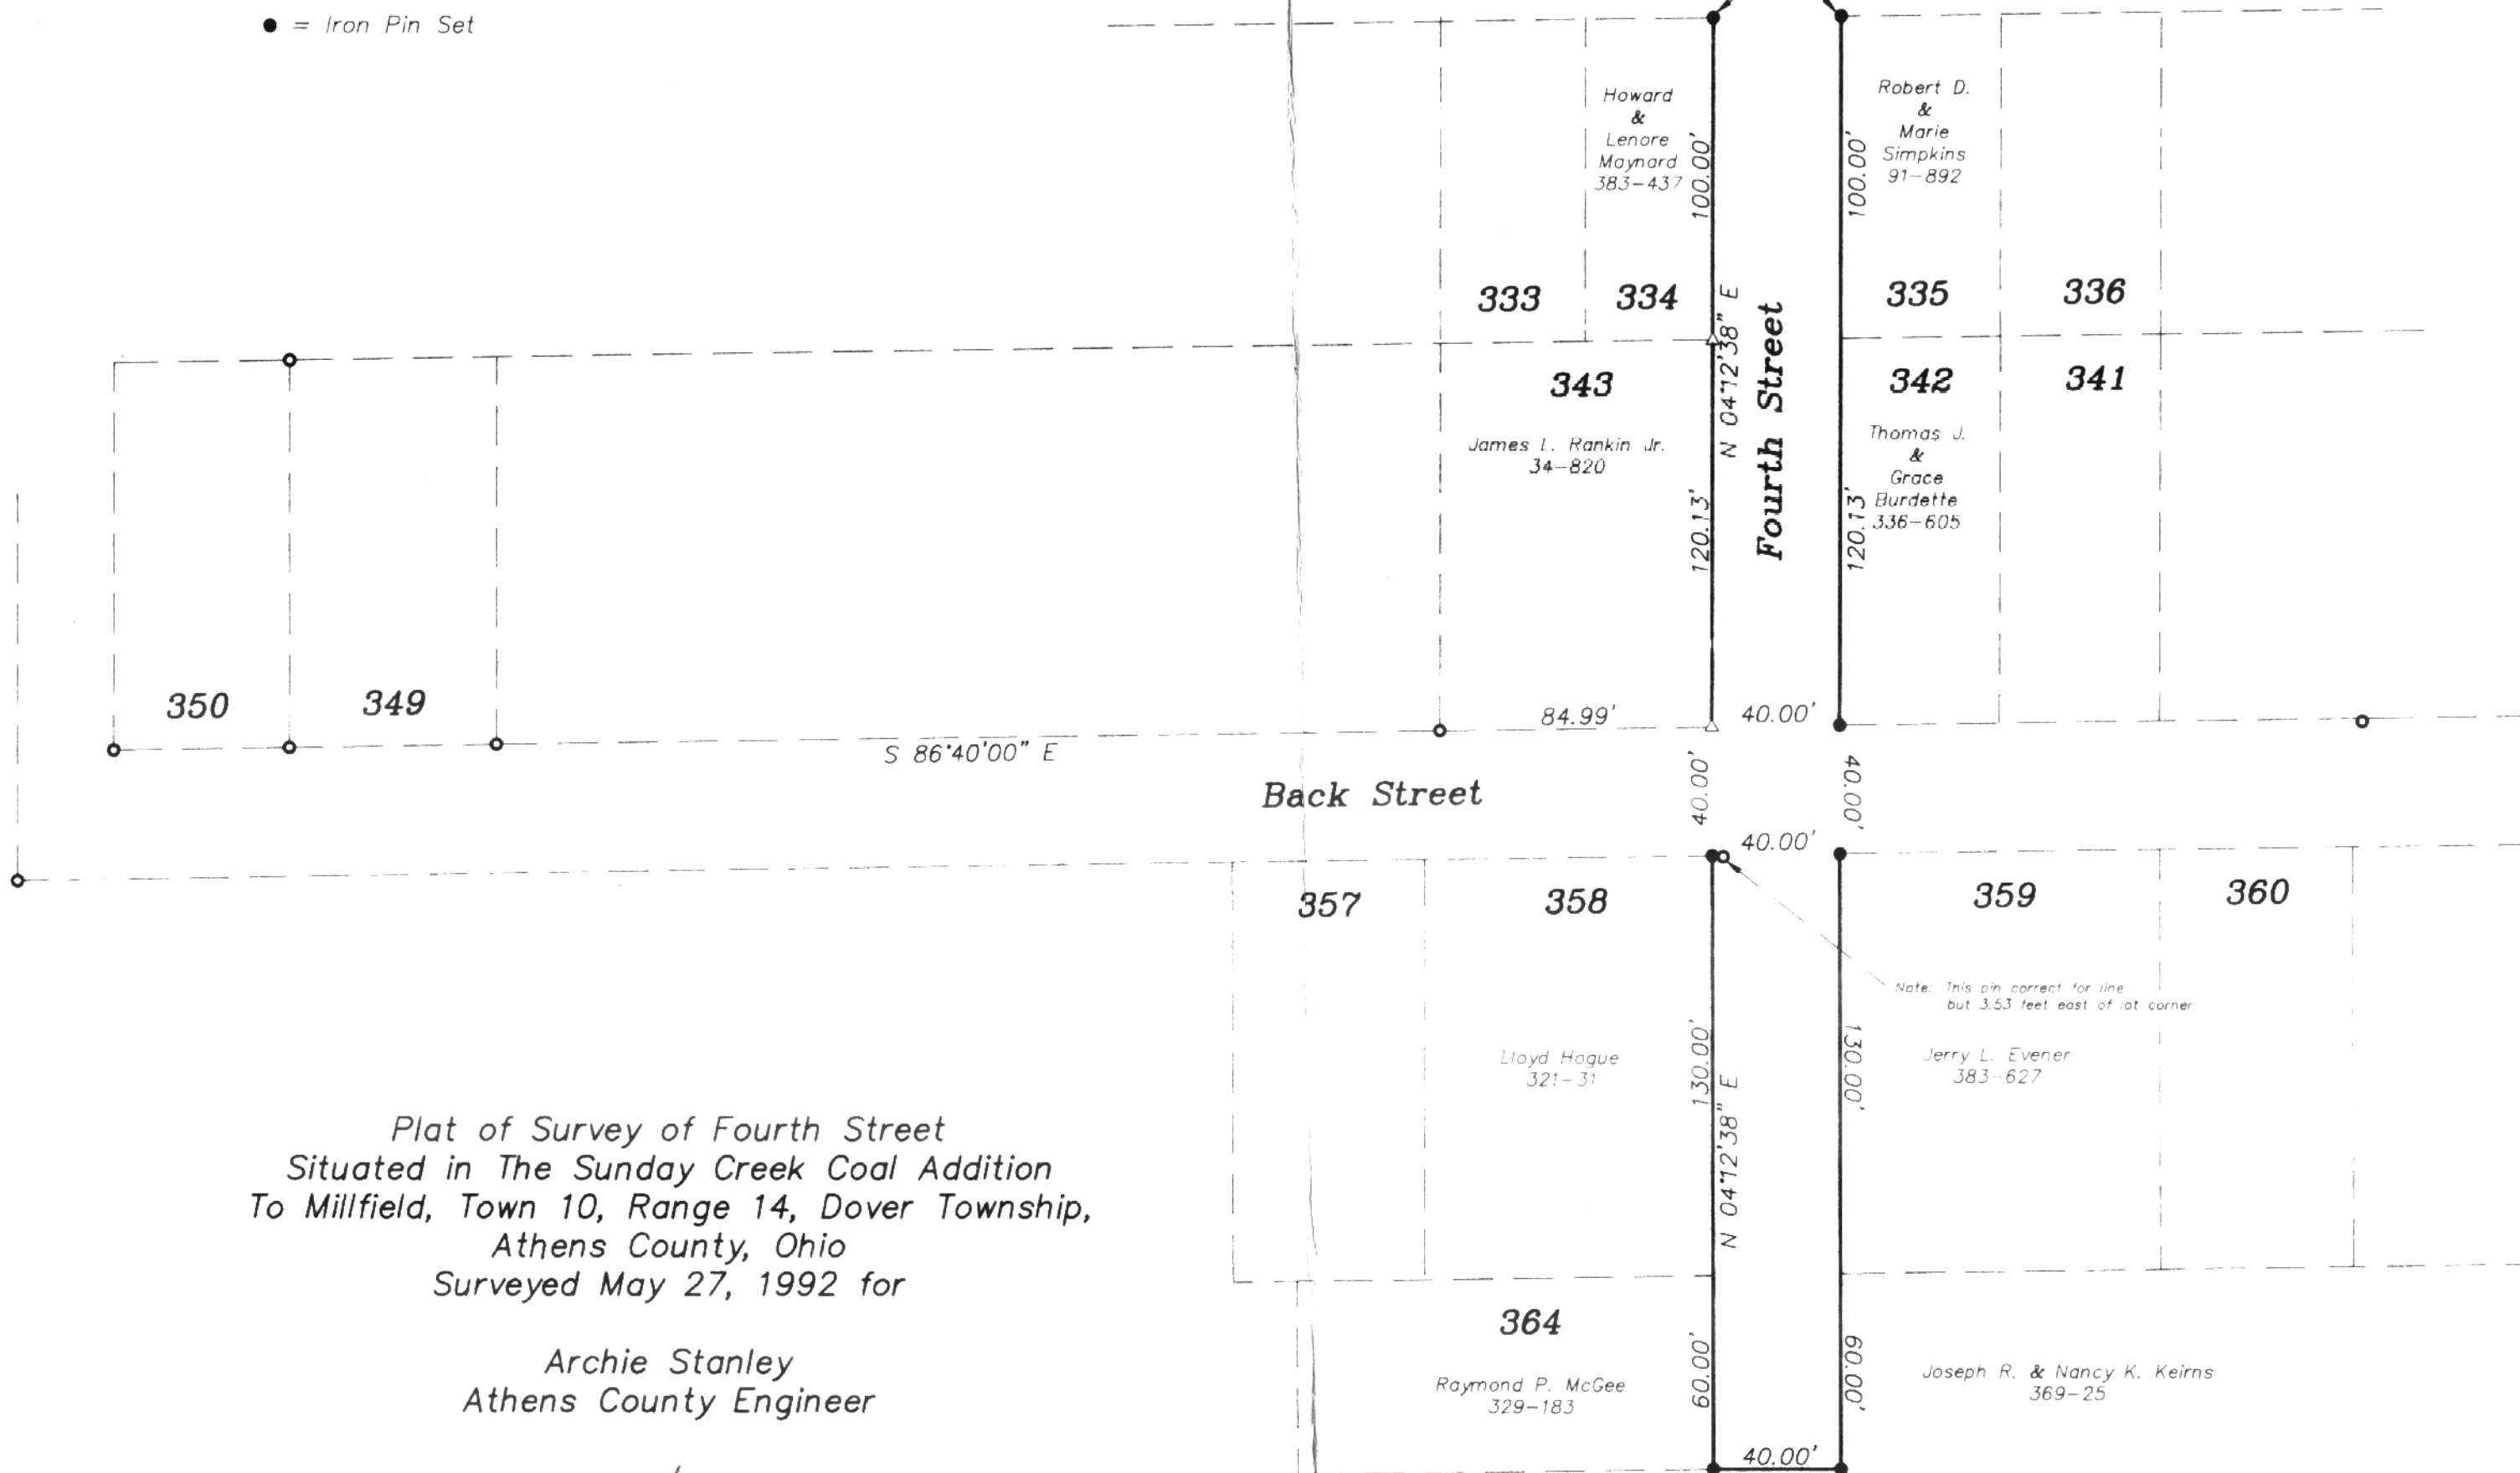 ● = Iron Pin Set
Howard
&
Lenore
Maynard
383-437
100.00'
Robert D.
&
Marie
Simpkins
91-892
100.00'
333
334
335
336
N 04°12'38" E
Fourth Street
343
James L. Rankin Jr.
34-820
120.13'
342
341
Thomas J.
&
Grace
Burdette
336-605
120.13'
350
349
84.99'
40.00'
S 86°40'00" E
Back Street
40.00'
40.00'
40.00'
357
358
359
360
Note: This pin correct for line
but 3.53 feet east of lot corner.
Lloyd Hogue
321-31
130.00'
N 04°12'38" E
130.00'
Jerry L. Evener
383-627
Plat of Survey of Fourth Street
Situated in The Sunday Creek Coal Addition
To Millfield, Town 10, Range 14, Dover Township,
Athens County, Ohio
Surveyed May 27, 1992 for
Archie Stanley
Athens County Engineer
364
Raymond P. McGee
329-183
60.00'
60.00'
Joseph R. & Nancy K. Keirns
369-25
40.00'